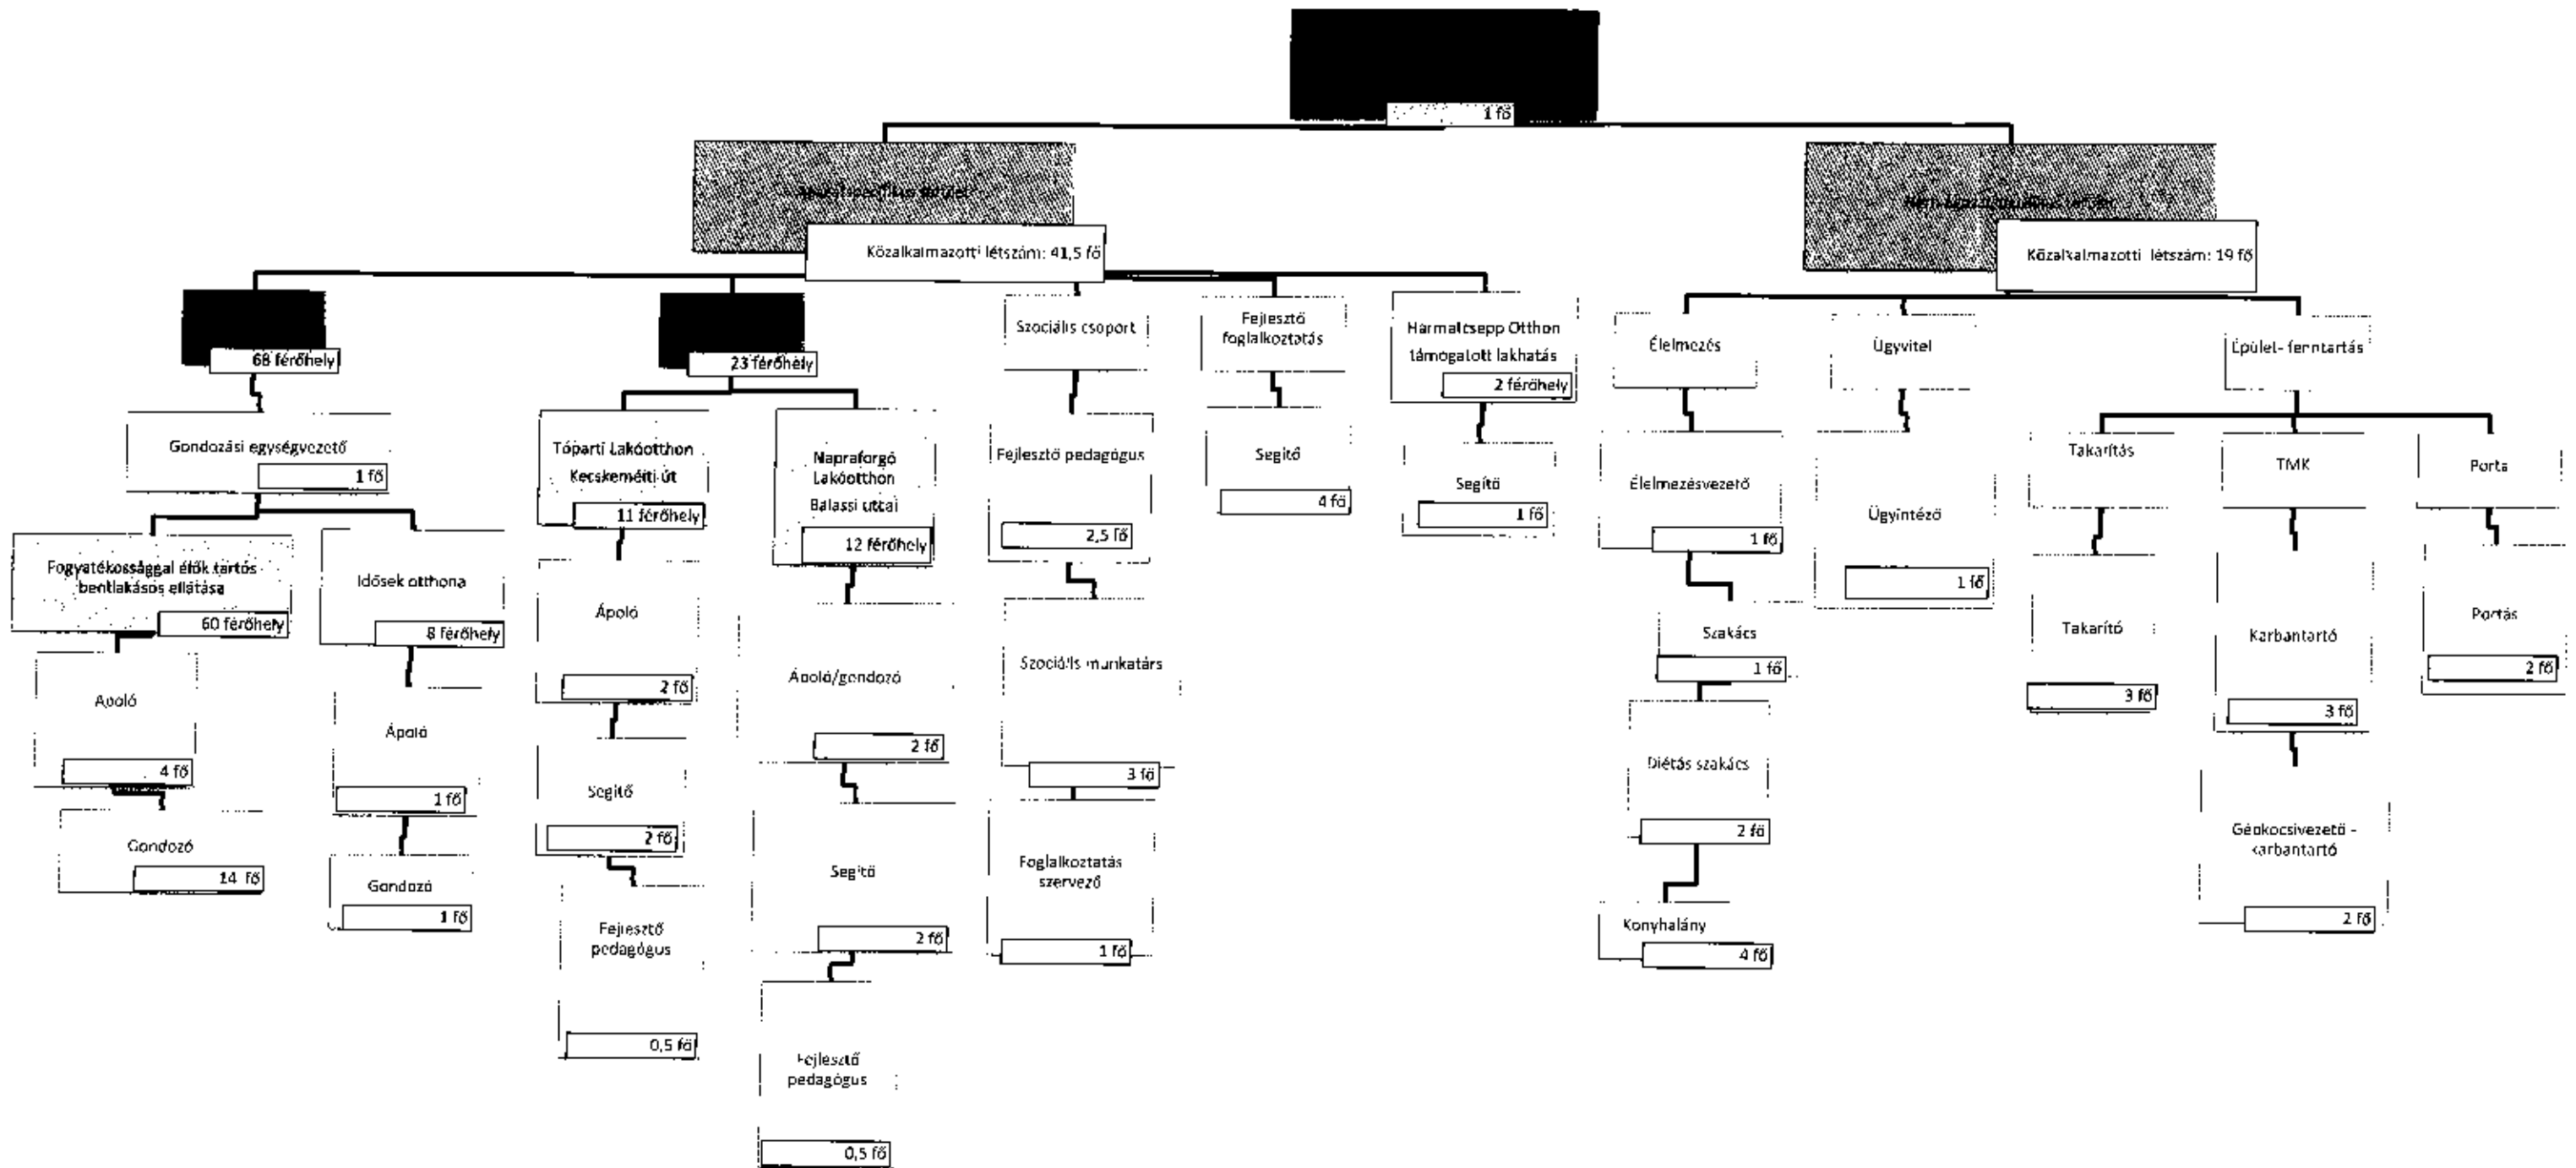 1 fő
Közalkalmazotti létszám: 41,5 fő
Közalkalmazotti létszám: 19 fő
68 férőhely
Gondozási egységvezető
1 fő
Fogyatékossággal élők tartós
bentlakásos ellátása
60 férőhely
Ápoló
4 fő
Gondozó
14 fő
Idősek otthona
8 férőhely
Ápoló
1 fő
Gondozó
1 fő
23 férőhely
Tóparti Lakóotthon
Kecskeméti út
11 férőhely
Ápoló
2 fő
Segítő
2 fő
Fejlesztő
pedagógus
0,5 fő
Napraforgó
Lakóotthon
Balassi uttai
12 férőhely
Ápoló/gondozó
2 fő
Segítő
2 fő
Fejlesztő
pedagógus
0,5 fő
Szociális csoport
Fejlesztő pedagógus
2,5 fő
Szociális munkatárs
3 fő
Foglalkoztatás
szervező
1 fő
Fejlesztő
foglalkoztatás
Segítő
4 fő
Harmatcsepp Otthon
támogatott lakhatás
2 férőhely
Segítő
1 fő
Élelmezés
Élelmezésvezető
1 fő
Szakács
1 fő
Diétás szakács
2 fő
Konyhalány
4 fő
Ügyvitel
Ügyintéző
1 fő
Épület- fenntartás
Takarítás
Takarító
3 fő
TMK
Karbantartó
3 fő
Gépkocsivezető -
karbantartó
2 fő
Porta
Portás
2 fő